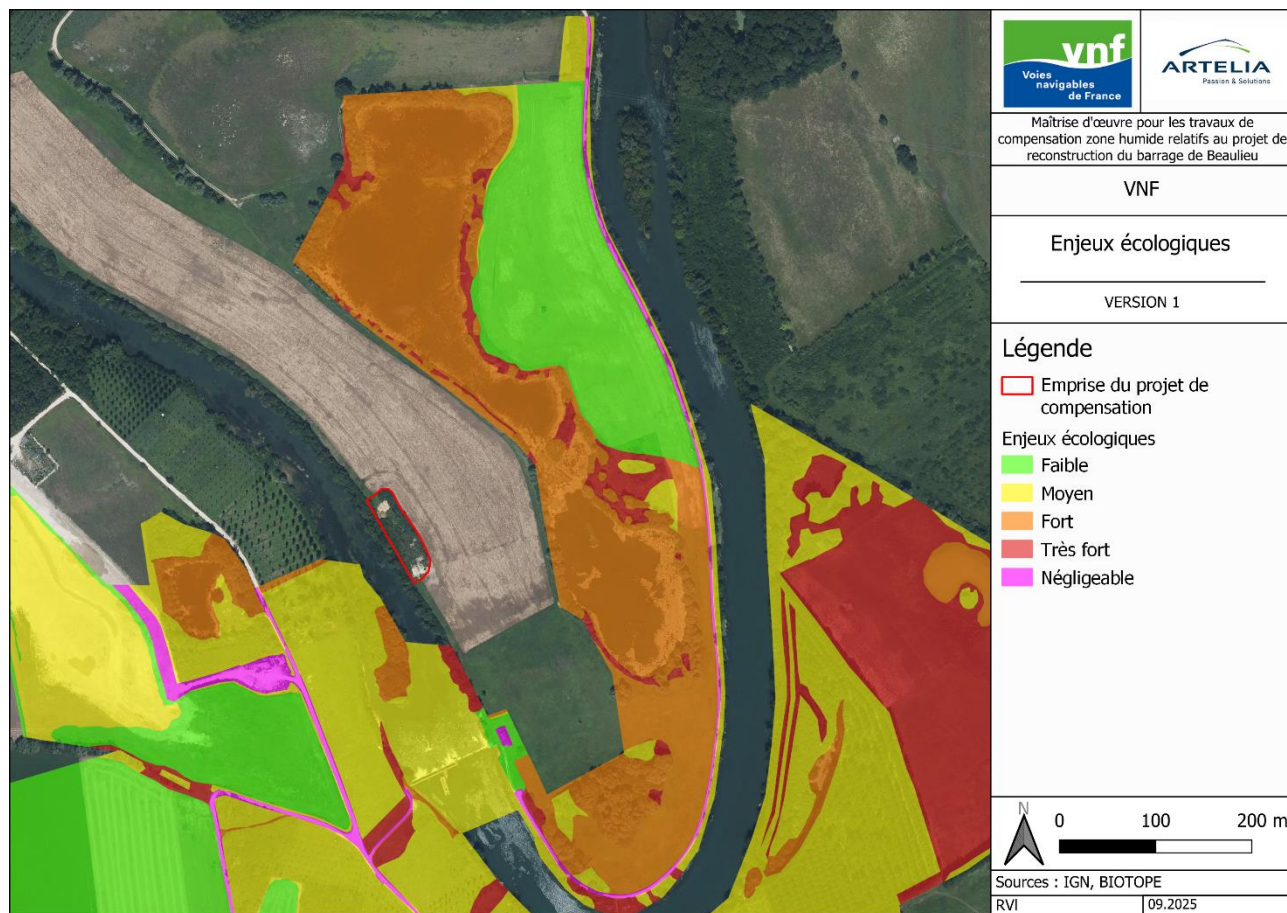 vnf
Voies
navigables
de France
ARTELIA
Passion & Solutions
Maîtrise d'œuvre pour les travaux de
compensation zone humide relatifs au projet de
reconstruction du barrage de Beaulieu
VNF
Enjeux écologiques
VERSION 1
Légende
Emprise du projet de
compensation
Enjeux écologiques
Faible
Moyen
Fort
Très fort
Négligeable
N
0 100 200 m
Sources : IGN, BIOTOPE
RVI 09.2025